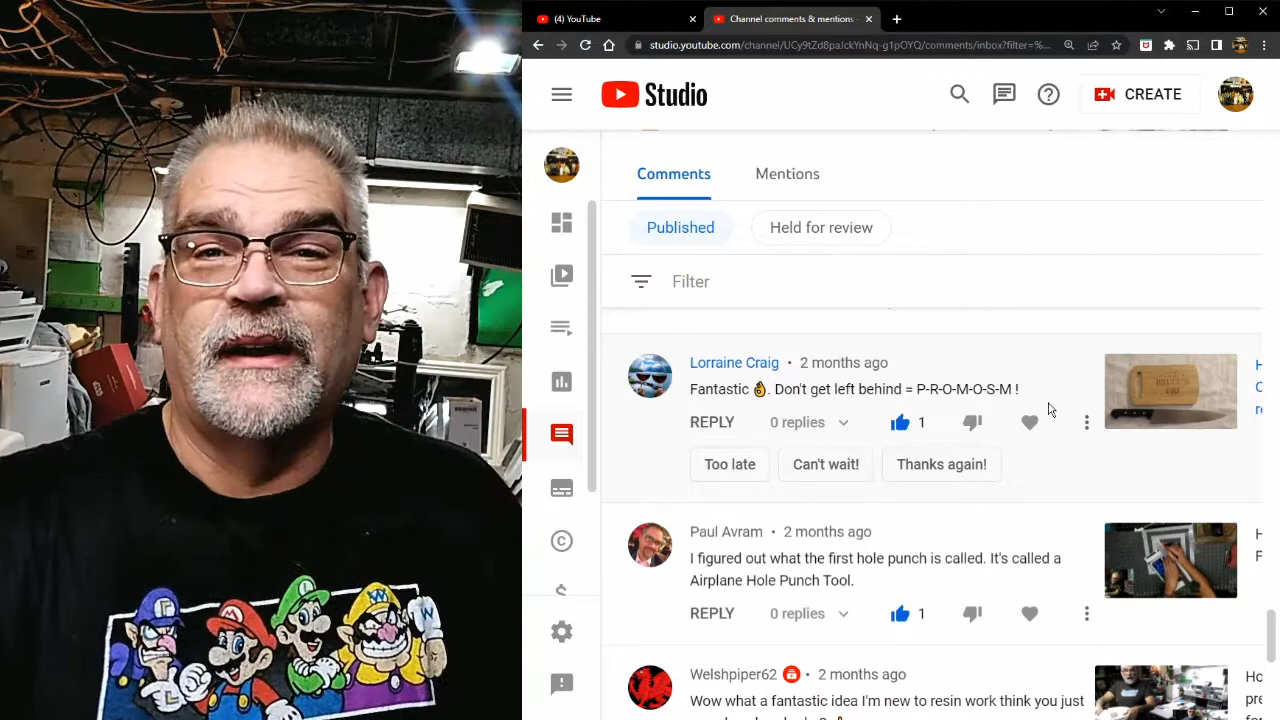 (4) YouTube
Channel comments & mentions
studio.youtube.com/channel/UCy9tZd8paJckYnNq-g1pOYQ/comments/inbox?filter=%...
Studio
CREATE
Comments
Mentions
Published
Held for review
Filter
Lorraine Craig • 2 months ago
Fantastic 👌. Don't get left behind = P-R-O-M-O-S-M !
REPLY 0 replies 1
Too late Can't wait! Thanks again!
Paul Avram • 2 months ago
I figured out what the first hole punch is called. It's called a
Airplane Hole Punch Tool.
REPLY 0 replies 1
Welshpiper62 • 2 months ago
Wow what a fantastic idea I'm new to resin work think you just
W
W